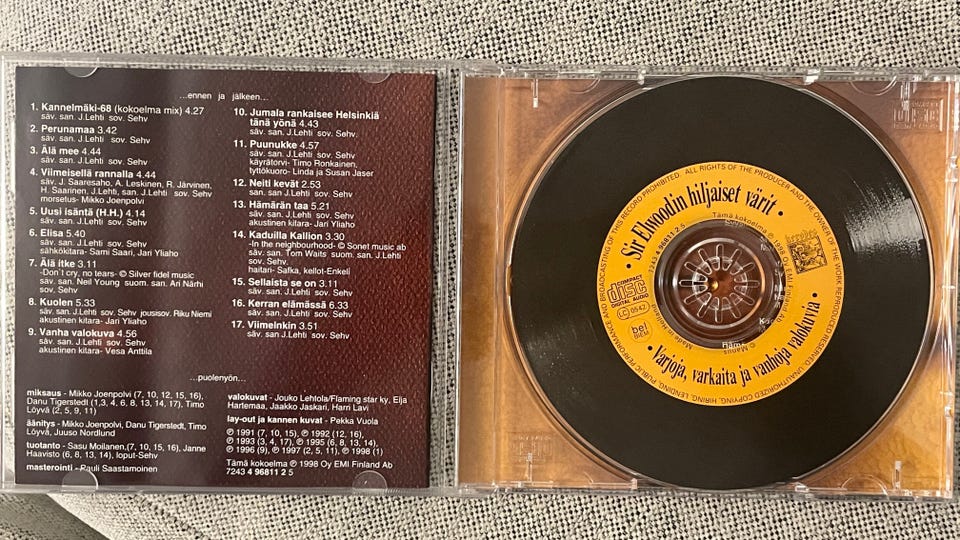 ...ennen ja jälkeen...
1. Kannelmäki-68 (kokoelma mix) 4.27
säv. san. J.Lehti sov. Sehv
2. Perunamaa 3.42
säv. san. J.Lehti sov. Sehv
3. Älä mee 4.44
säv. san. J.Lehti sov. Sehv
4. Viimeisellä rannalla 4.44
säv. J. Saaresaho, A. Leskinen, R. Järvinen,
H. Saarinen, J.Lehti, san. J.Lehti sov. Sehv
morsetus- Mikko Joenpolvi
5. Uusi isäntä (H.H.) 4.14
säv. san. J.Lehti sov. Sehv
6. Elisa 5.40
säv. san. J.Lehti sov. Sehv
sähkökitara- Sami Saari, Jari Yliaho
7. Älä itke 3.11
-Don´t cry, no tears- © Silver fidel music
säv. san. Neil Young suom. san. Ari Närhi
sov, Sehv
8. Kuolen 5.33
säv. san. J.Lehti sov. Sehv jousisov. Riku Niemi
akustinen kitara- Jari Yliaho
9. Vanha valokuva 4.56
säv. san. J.Lehti sov. Sehv
akustinen kitara- Vesa Anttila
10. Jumala rankaisee Helsinkiä
tänä yönä 4.43
säv. san. J.Lehti sov. Sehv.
11. Puunukke 4.57
säv. san. J.Lehti sov. Sehv
käyrätorvi- Timo Ronkainen,
tyttökuoro- Linda ja Susan Jaser
12. Neiti kevät 2.53
säv. san. J.Lehti sov. Sehv
13. Hämärän taa 5.21
säv. san. J.Lehti sov. Sehv
akustinen kitara- Jari Yliaho
14. Kaduilla Kallion 3.30
-In the neighbourhood- © Sonet music ab
säv. san. Tom Waits suom. san. J.Lehti
sov. Sehv.
haitari- Safka, kellot-Enkeli
15. Sellaista se on 3.11
säv. san. J.Lehti sov. Sehv
16. Kerran elämässä 6.33
säv. san. J.Lehti sov. Sehv
17. Viimeinkin 3.51
säv. san. J.Lehti sov. Sehv
...puolenyön...
miksaus - Mikko Joenpolvi (7, 10, 12, 15, 16),
Danu Tigerstedt (1,3, 4, 6, 8, 13, 14, 17), Timo
Löyvä (2, 5, 9, 11)
äänitys - Mikko Joenpolvi, Danu Tigerstedt, Timo
Löyvä, Juuso Nordlund
tuotanto - Sasu Moilanen,(7, 10, 15, 16), Janne
Haavisto (6, 8, 13, 14), loput-Sehv
masterointi - Pauli Saastamoinen
valokuvat - Jouko Lehtola/Flaming star ky, Eija
Hartemaa, Jaakko Jaskari, Harri Lavi
lay-out ja kannen kuvat - Pekka Vuola
℗ 1991 (7, 10, 15), ℗ 1992 (12, 16),
℗ 1993 (3, 4, 17), ℗ 1995 (6, 8, 13, 14),
℗ 1996 (9), ℗ 1997 (2, 5, 11), ℗ 1998 (1)
Tämä kokoelma ℗ 1998 Oy EMI Finland Ab
7243 4 96811 2 5
ALL RIGHTS OF THE PRODUCER AND THE OWNER OF THE WORK REPRODUCED RESERVED. UNAUTHORIZED COPYING, HIRING, LENDING, PUBLIC PERFORMANCE AND BROADCASTING OF THIS RECORD PROHIBITED.
• Sir Elwoodin hiljaiset värit •
Tämä kokoelma ℗ 1998 Oy EMI Finland Ab
7243 4 96811 2 5
COMPACT
disc
DIGITAL AUDIO
LC 0542
bel
BIEM
Made in Holland
• Varjoja, varkaita ja vanhoja valokuvia •